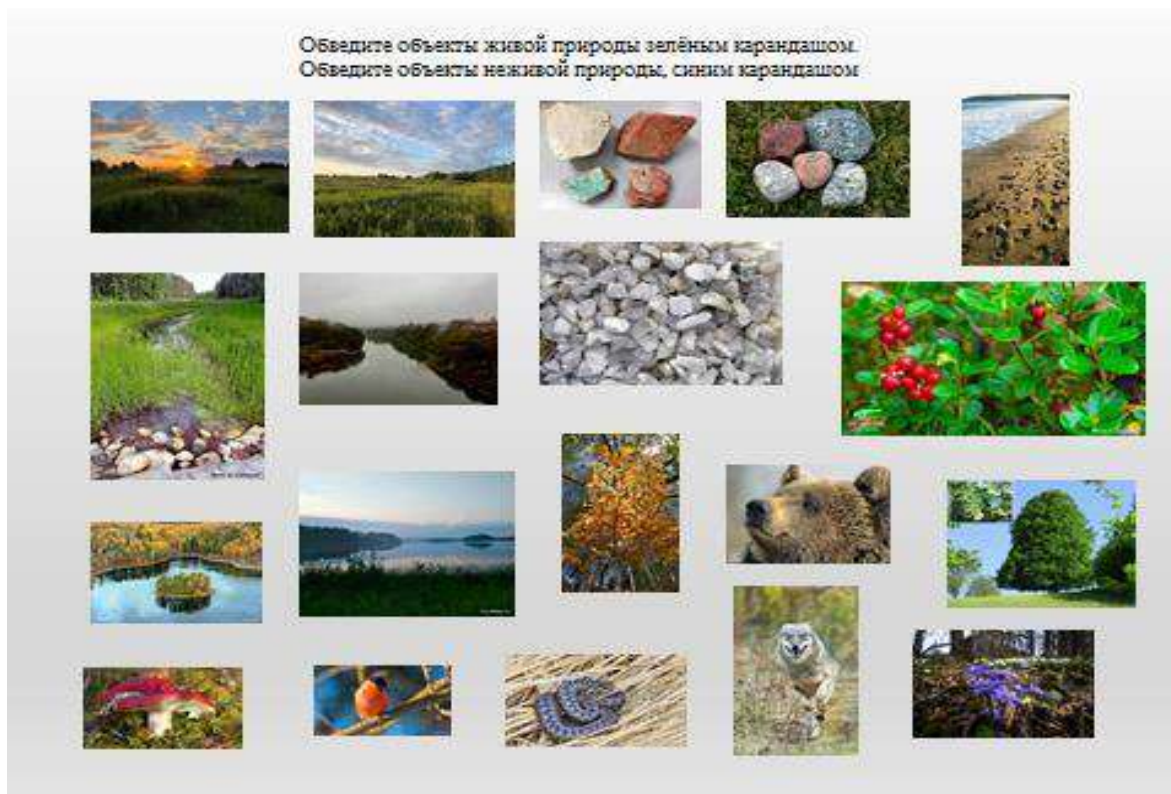 Обведите объекты живой природы зелёным карандашом.
Обведите объекты неживой природы, синим карандашом